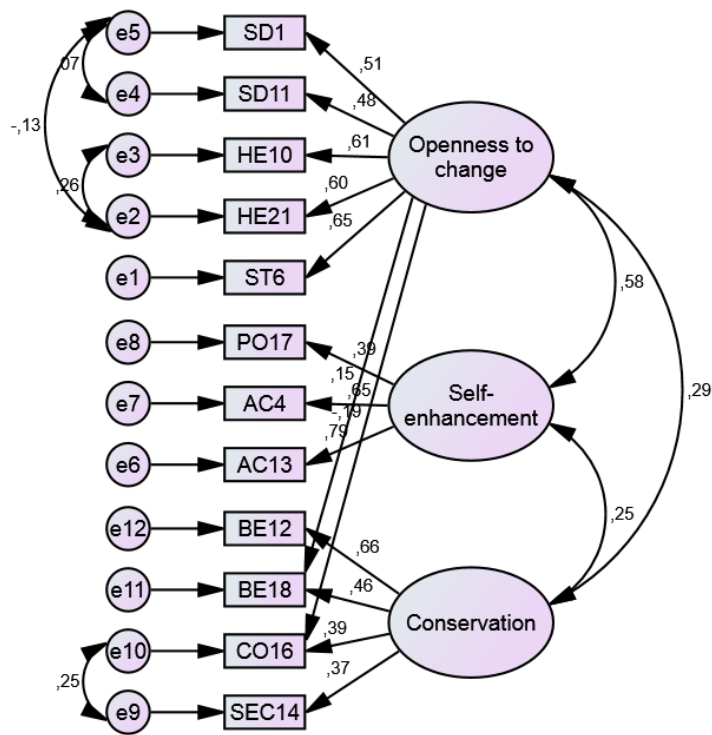 e5
SD1
,51
,07
e4
SD11
,48
-,13
e3
HE10
,61
Openness to
change
,26
e2
HE21
,60
,65
e1
ST6
,58
e8
PO17
,39
,15
e7
AC4
,65
-,19
Self-
enhancement
,29
e6
AC13
,79
e12
BE12
,66
,25
e11
BE18
,46
e10
CO16
,39
Conservation
,25
e9
SEC14
,37